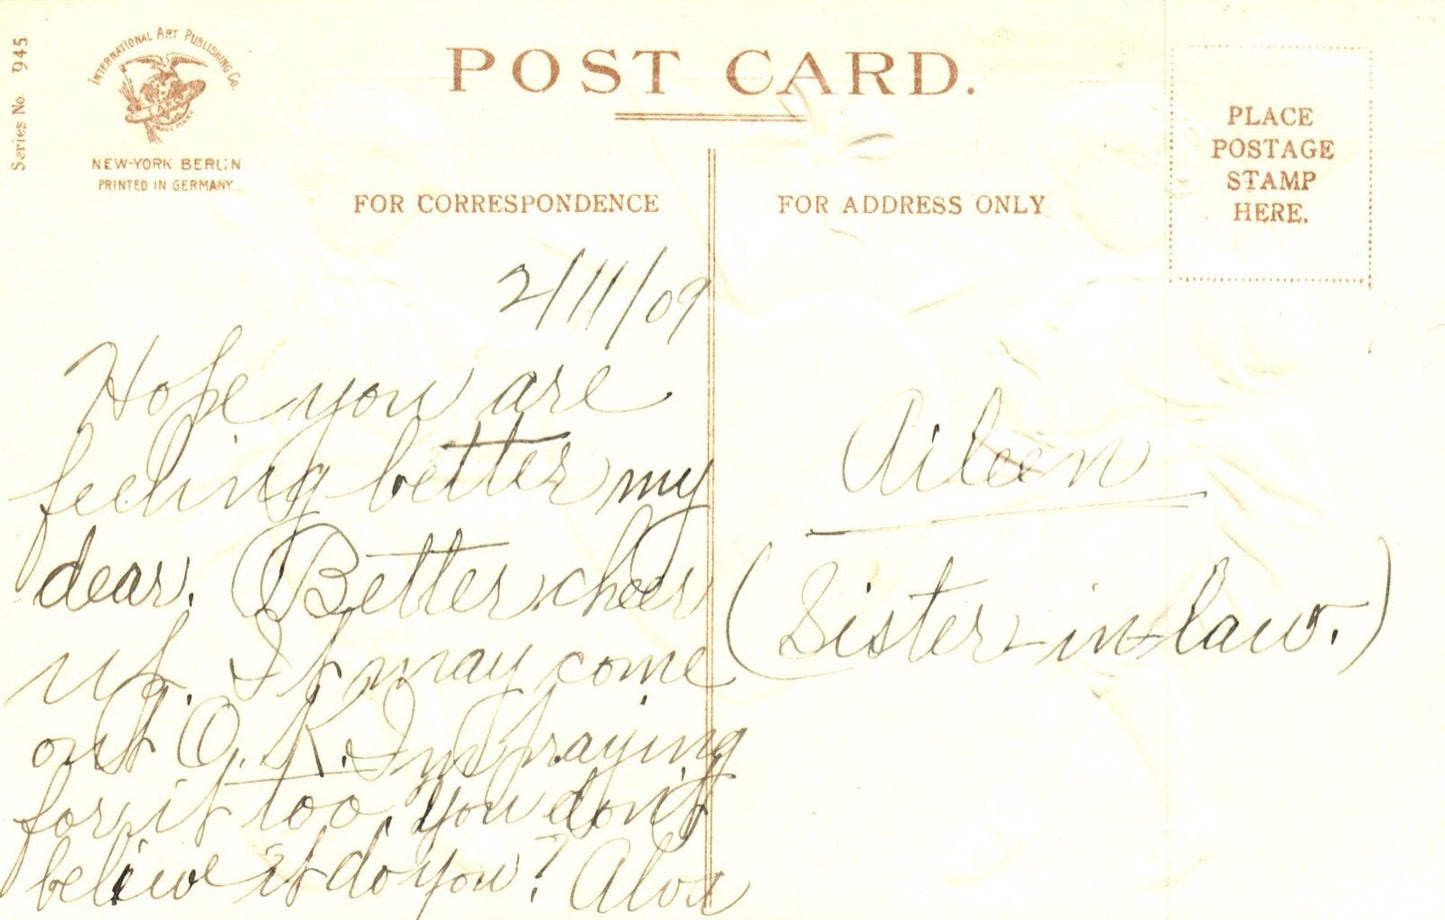 Series No 945
INTERNATIONAL ART PUBLISHING Co.
NEW-YORK BERLIN
PRINTED IN GERMANY
POST CARD.
FOR CORRESPONDENCE
FOR ADDRESS ONLY
PLACE
POSTAGE
STAMP
HERE.
2/11/09
Hope you are
feeling better my
dear. Better cheer
up. It may come
out O.K. I'm praying
for it too. You don't
believe it do you? Alva
Aileen
(Sister-in-law.)